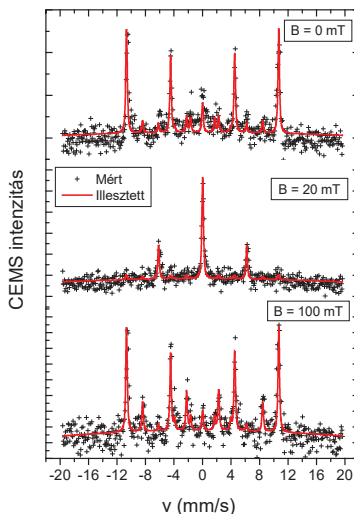 B = 0 mT
CEMS intenzitás
Mért
Illesztett
B = 20 mT
B = 100 mT
-20 -16 -12 -8 -4 0 4 8 12 16 20
v (mm/s)